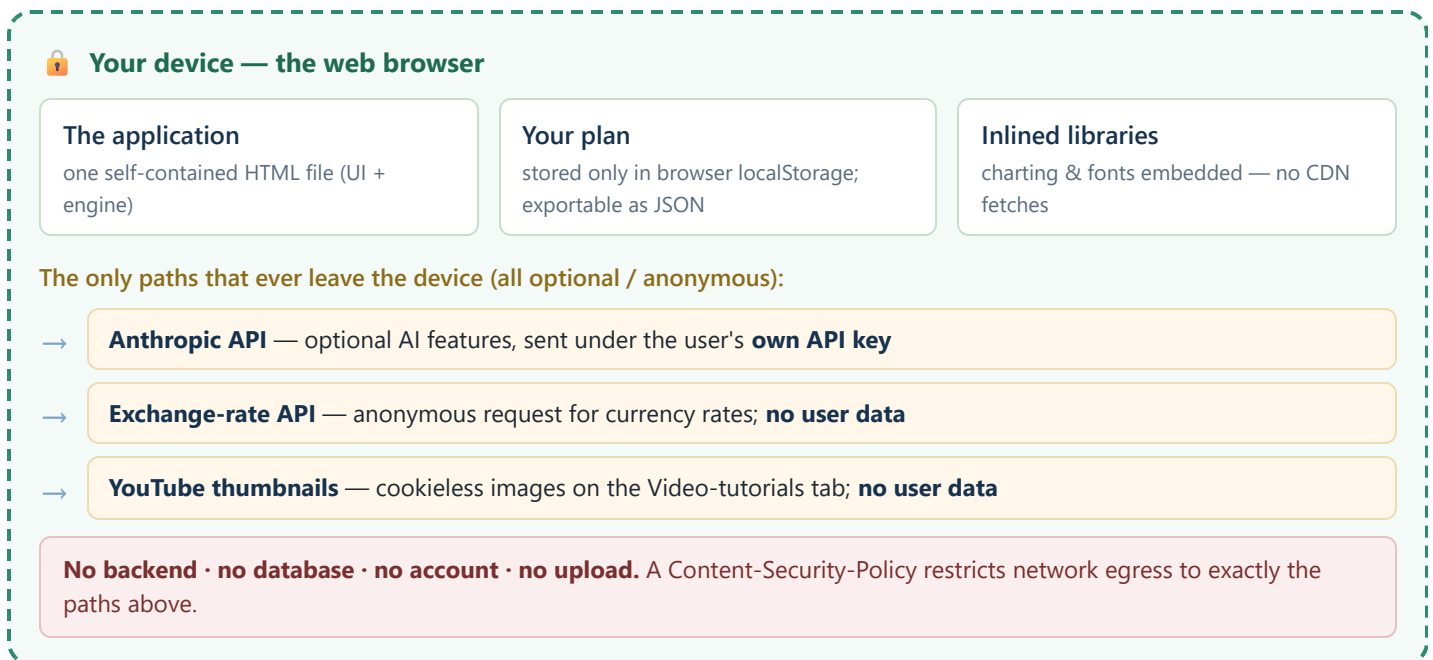 🔒 Your device — the web browser
The application
one self-contained HTML file (UI +
engine)
Your plan
stored only in browser localStorage;
exportable as JSON
Inlined libraries
charting & fonts embedded — no CDN
fetches
The only paths that ever leave the device (all optional / anonymous):
→ Anthropic API — optional AI features, sent under the user's own API key
→ Exchange-rate API — anonymous request for currency rates; no user data
→ YouTube thumbnails — cookieless images on the Video-tutorials tab; no user data
No backend · no database · no account · no upload. A Content-Security-Policy restricts network egress to exactly the
paths above.